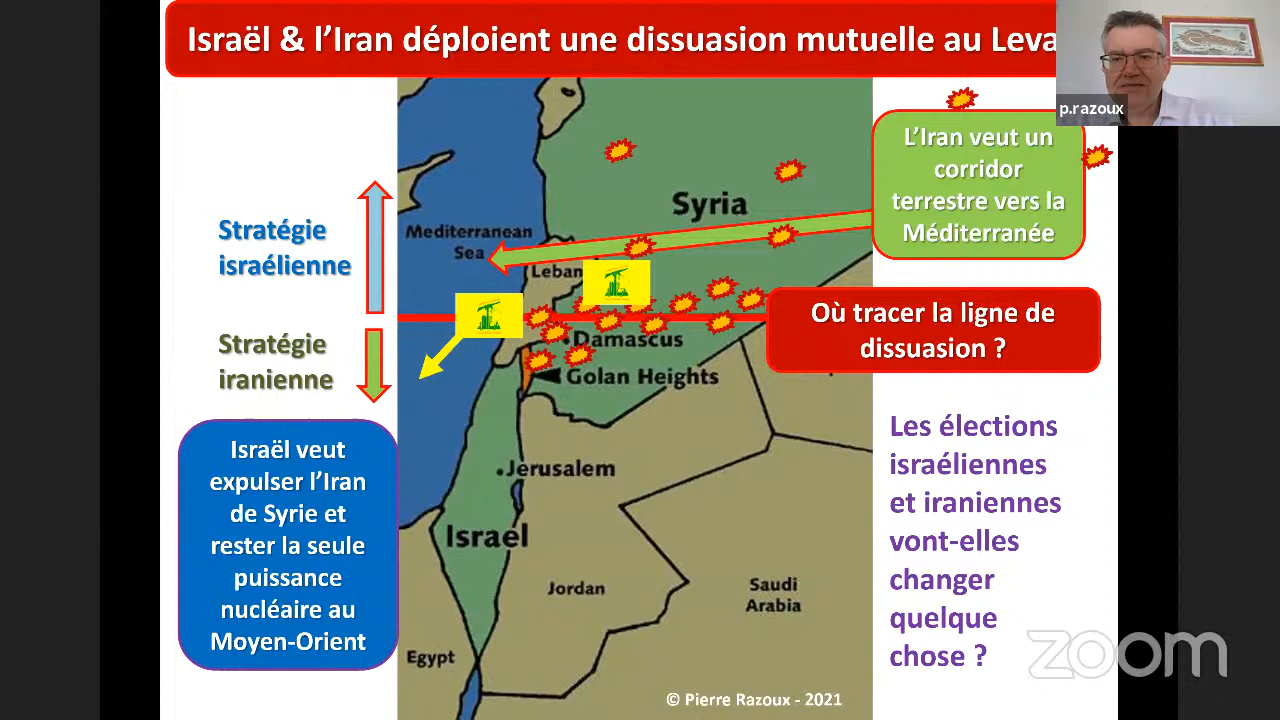 Israël & l'Iran déploient une dissuasion mutuelle au Leva
p.razoux
L'Iran veut un
corridor
terrestre vers la
Méditerranée
Syria
Stratégie
israélienne
Mediterranean
Sea
Leban
Où tracer la ligne de
dissuasion ?
Stratégie
iranienne
Damascus
Golan Heights
Israël veut
expulser l'Iran
de Syrie et
rester la seule
puissance
nucléaire au
Moyen-Orient
Les élections
israéliennes
et iraniennes
vont-elles
changer
quelque
chose ?
Jerusalem
Israel
Jordan
Saudi
Arabia
Egypt
zoom
© Pierre Razoux - 2021